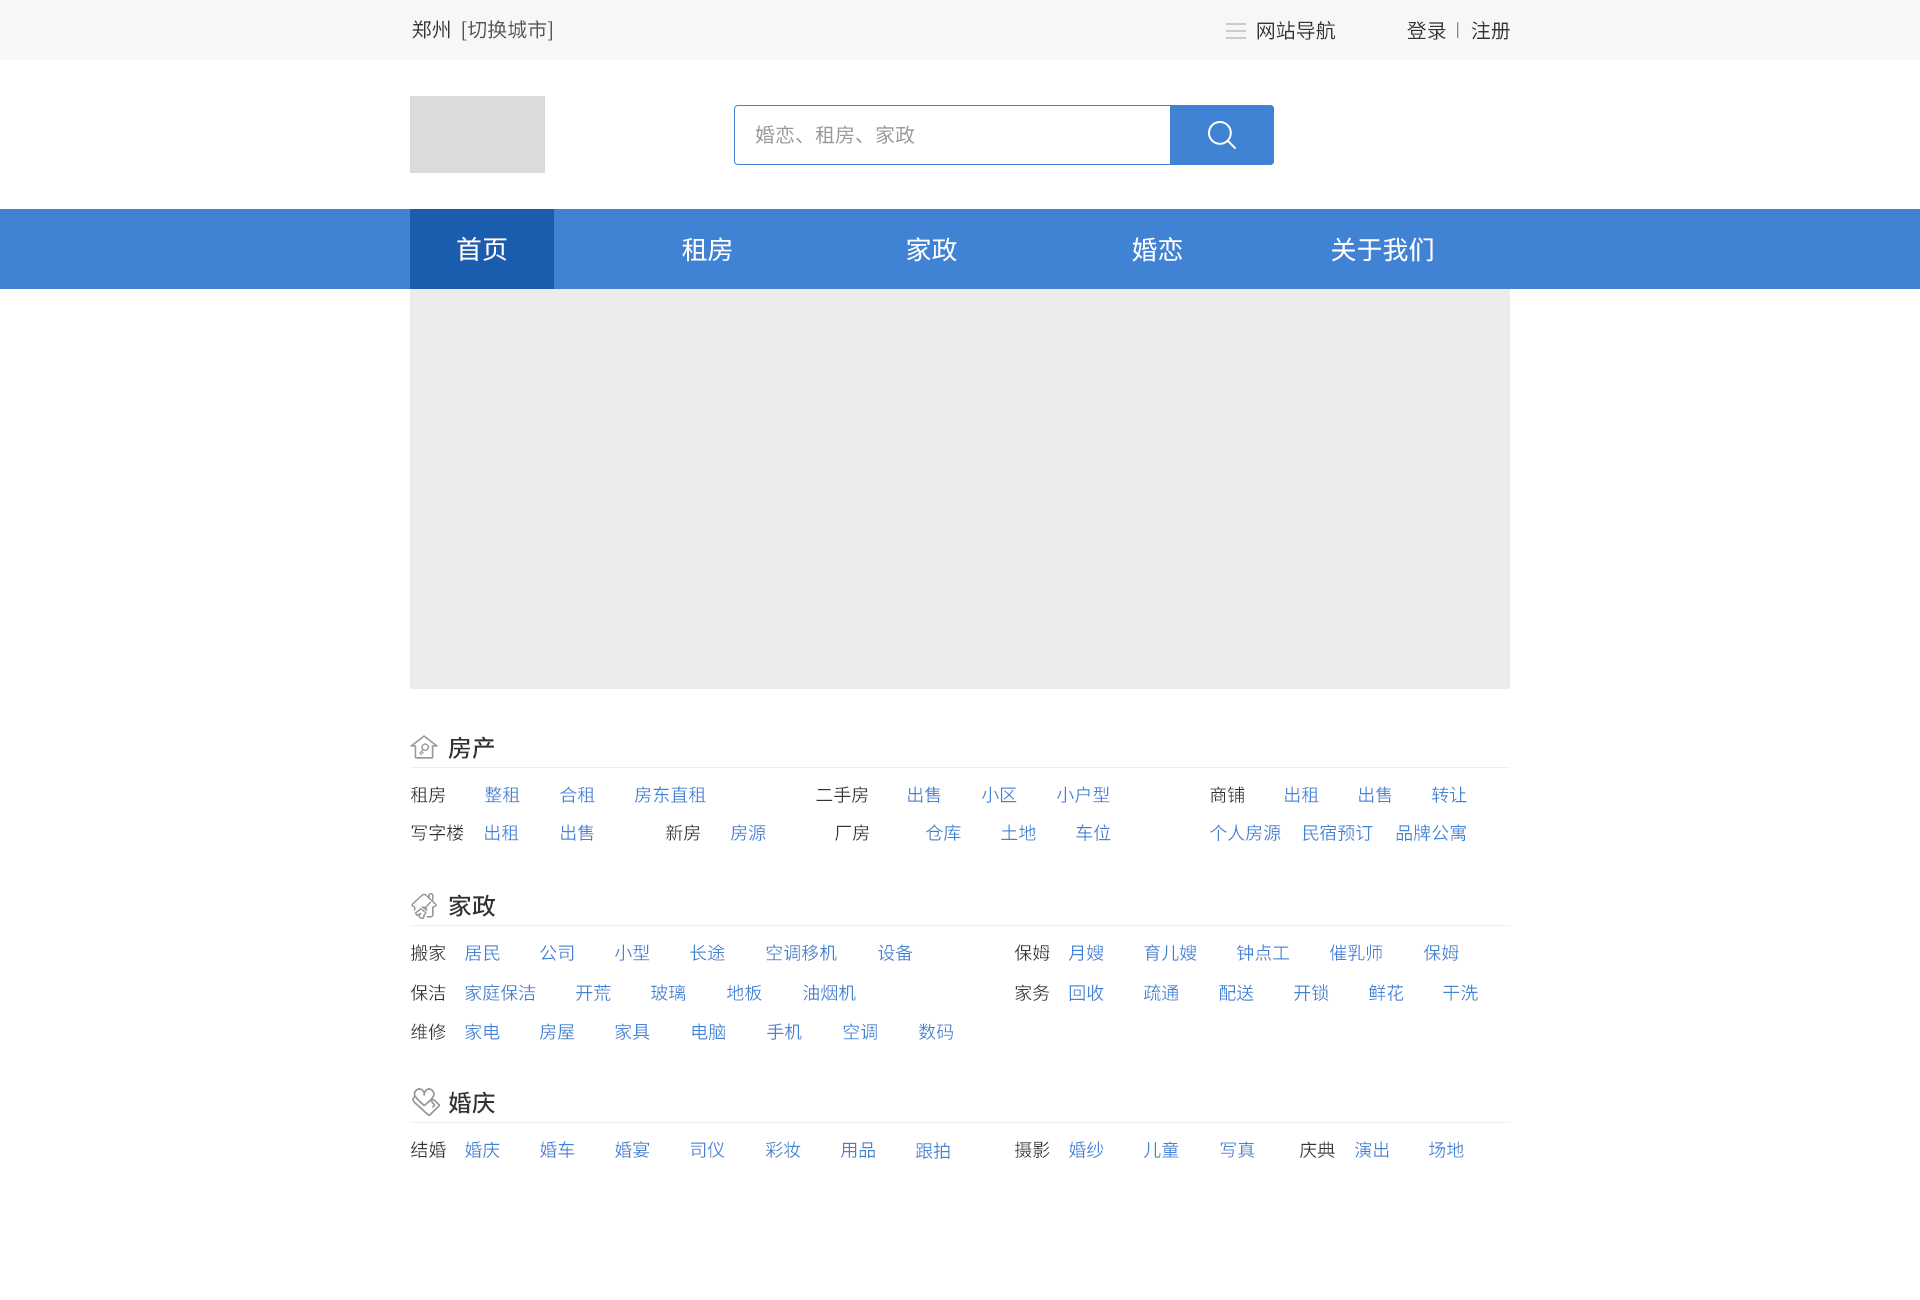 郑州 [切换城市] 网站导航 登录 | 注册
婚恋、租房、家政
首页 租房 家政 婚恋 关于我们
房产
租房 整租 合租 房东直租 二手房 出售 小区 小户型 商铺 出租 出售 转让
写字楼 出租 出售 新房 房源 厂房 仓库 土地 车位 个人房源 民宿预订 品牌公寓
家政
搬家 居民 公司 小型 长途 空调移机 设备 保姆 月嫂 育儿嫂 钟点工 催乳师 保姆
保洁 家庭保洁 开荒 玻璃 地板 油烟机 家务 回收 疏通 配送 开锁 鲜花 干洗
维修 家电 房屋 家具 电脑 手机 空调 数码
婚庆
结婚 婚庆 婚车 婚宴 司仪 彩妆 用品 跟拍 摄影 婚纱 儿童 写真 庆典 演出 场地